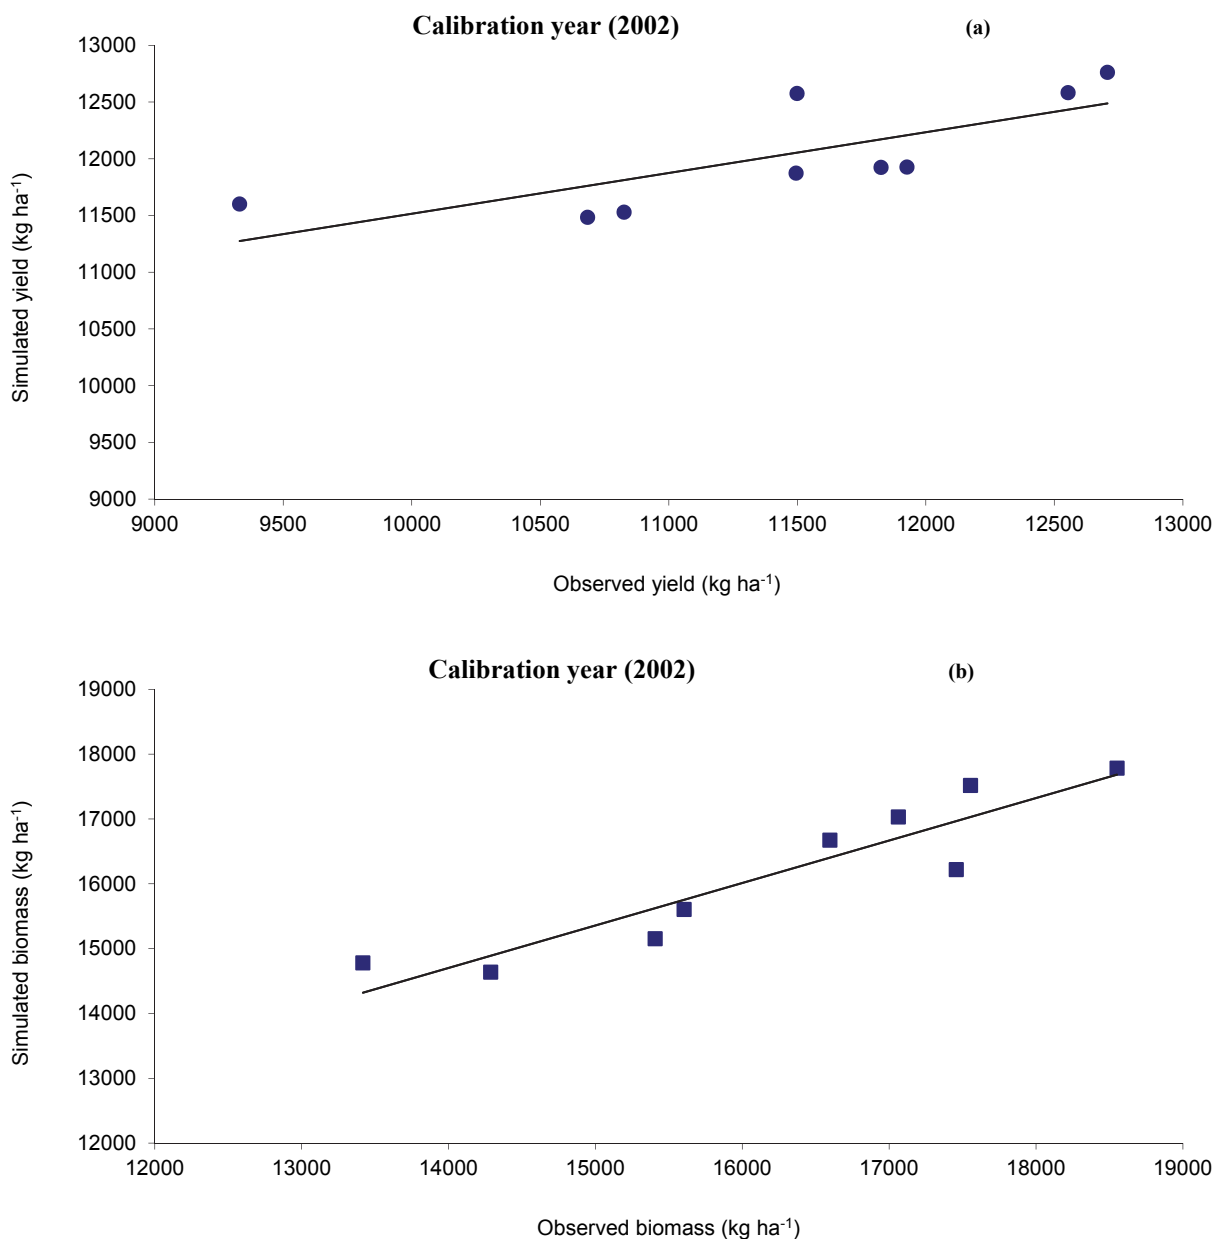 Calibration year (2002) (a)
13000
12500
12000
11500
11000
10500
10000
9500
9000
Simulated yield (kg ha⁻¹)
9000 9500 10000 10500 11000 11500 12000 12500 13000
Observed yield (kg ha⁻¹)
Calibration year (2002) (b)
19000
18000
17000
16000
15000
14000
13000
12000
Simulated biomass (kg ha⁻¹)
12000 13000 14000 15000 16000 17000 18000 19000
Observed biomass (kg ha⁻¹)